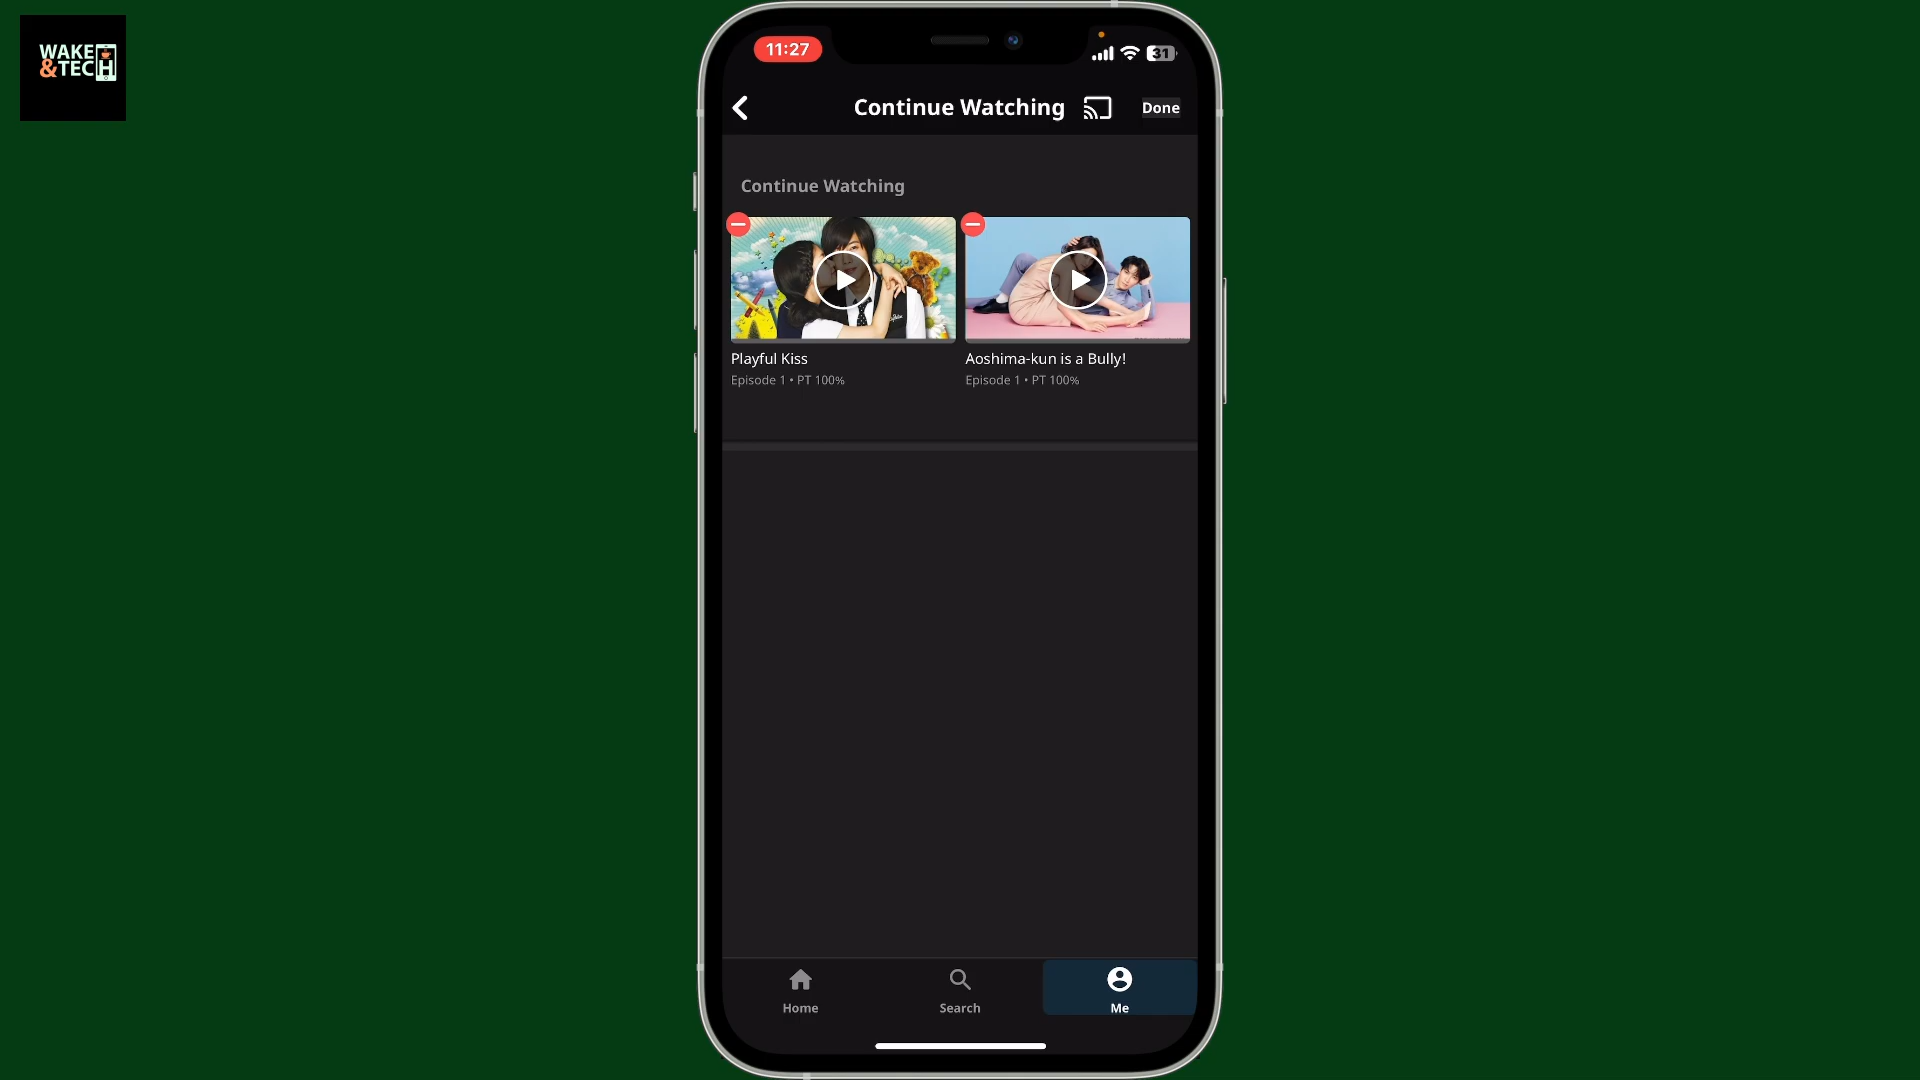 WAKE
&TECH
11:27
31
Continue Watching
Done
Continue Watching
Playful Kiss
Episode 1 • PT 100%
Aoshima-kun is a Bully!
Episode 1 • PT 100%
Home
Search
Me